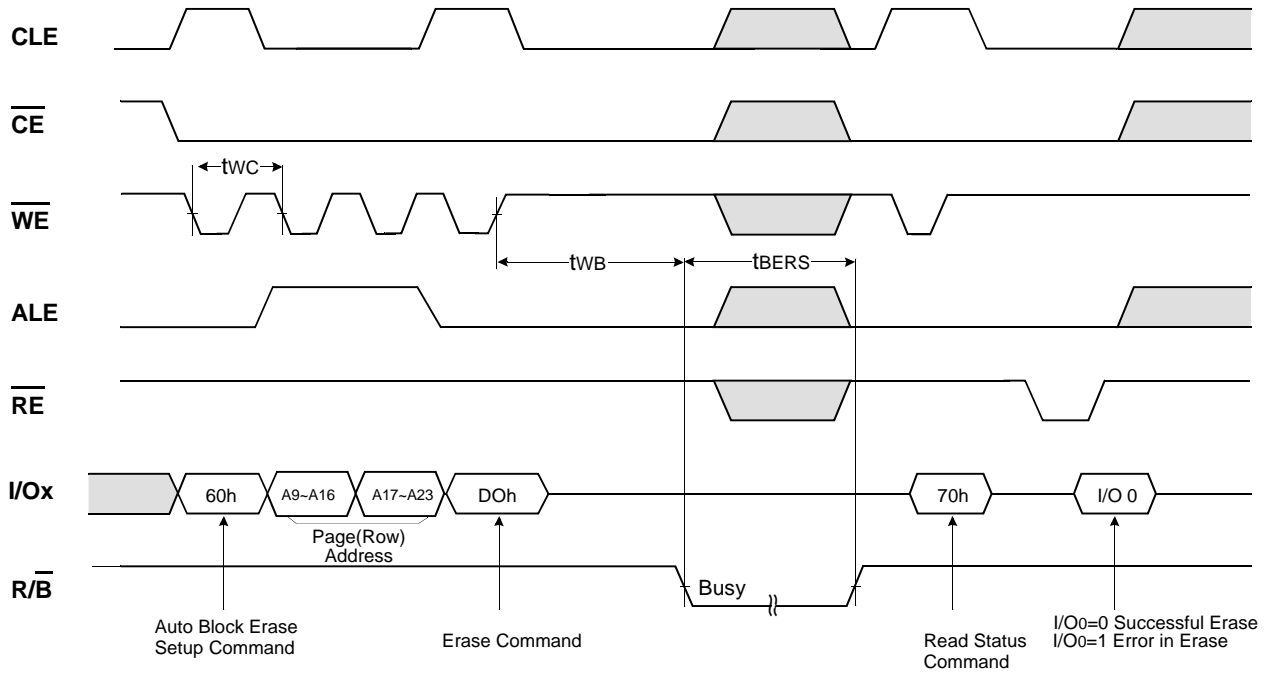 CLE
CE
tWC
WE
tWB
tBERS
ALE
RE
I/Ox
60h
A9~A16
A17~A23
DOh
70h
I/O 0
Page(Row)
Address
R/B
Busy
Auto Block Erase
Setup Command
Erase Command
Read Status
Command
I/O0=0 Successful Erase
I/O0=1 Error in Erase